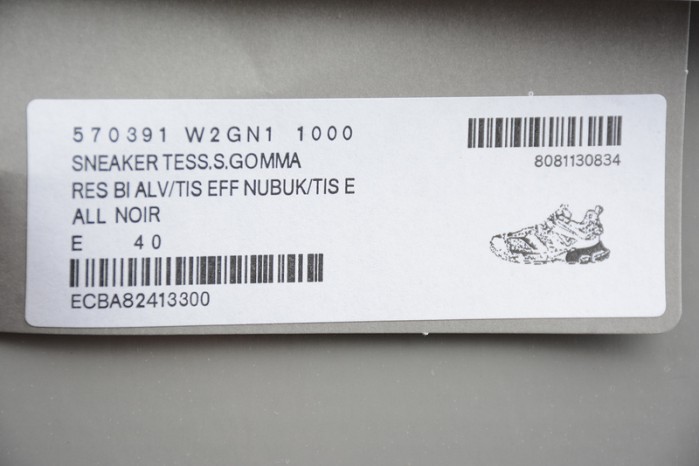 570391 W2GN1 1000
SNEAKER TESS.S.GOMMA
RES BI ALV/TIS EFF NUBUK/TIS E
ALL NOIR
E 40
ECBA82413300
8081130834